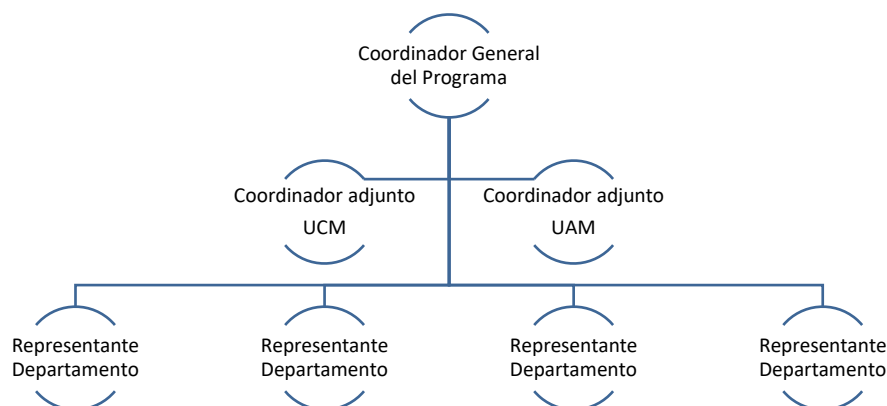 Coordinador General
del Programa
Coordinador adjunto
UCM
Coordinador adjunto
UAM
Representante
Departamento
Representante
Departamento
Representante
Departamento
Representante
Departamento